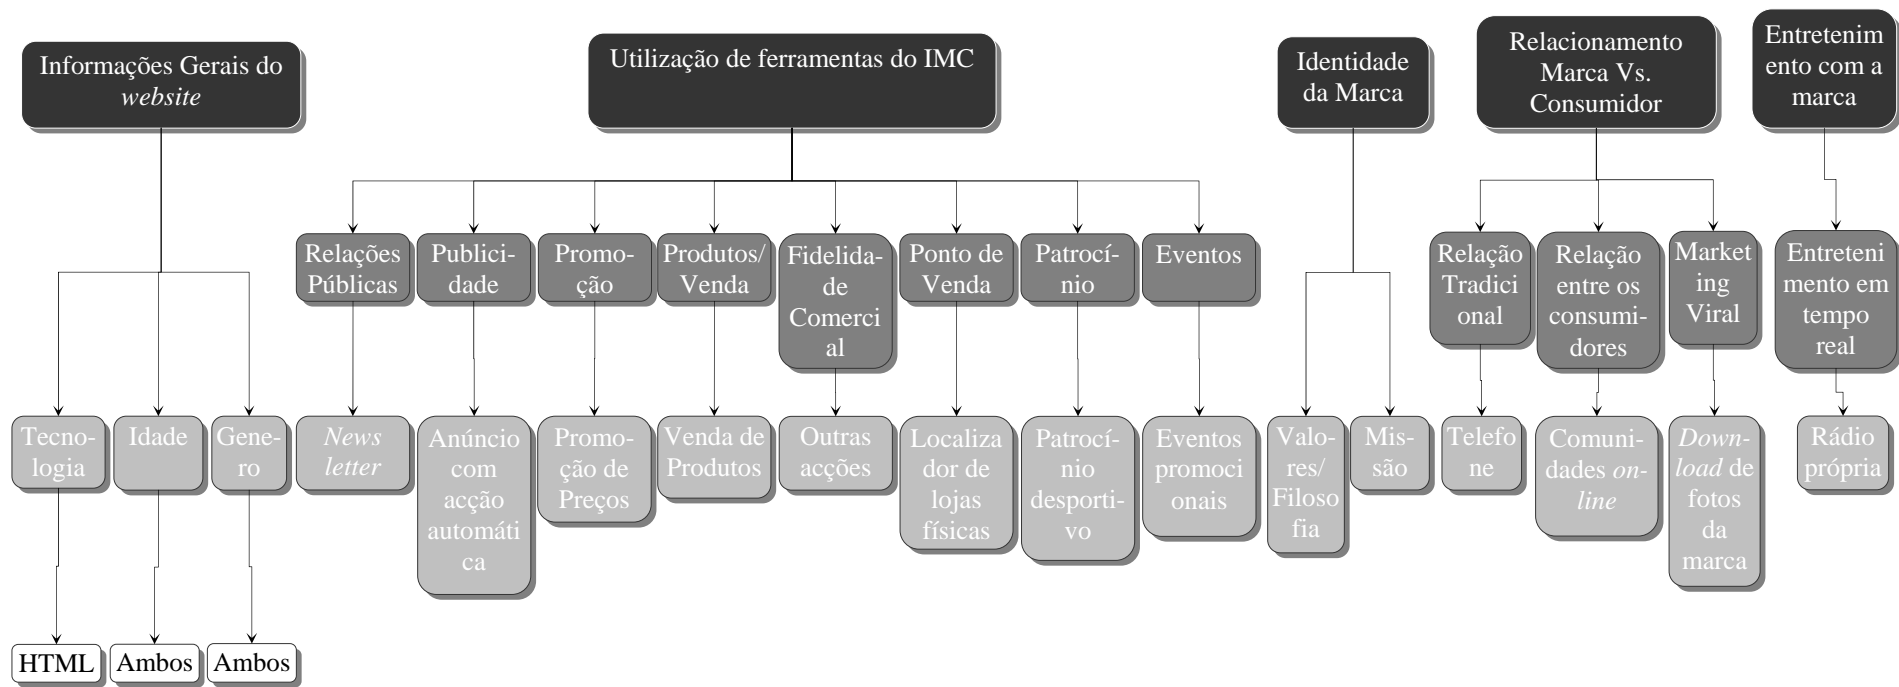 Informações Gerais do
website
Utilização de ferramentas do IMC
Identidade
da Marca
Relacionamento
Marca Vs.
Consumidor
Entretenim
ento com a
marca
Relações
Públicas
Publici-
dade
Promo-
ção
Produtos/
Venda
Fidelida-
de
Comerci
al
Ponto de
Venda
Patrocí-
nio
Eventos
Relação
Tradici
onal
Relação
entre os
consumi-
dores
Market
ing
Viral
Entreteni
mento em
tempo
real
Tecno-
logia
Idade
Gene-
ro
News
letter
Anúncio
com
acção
automáti
ca
Promo-
ção de
Preços
Venda de
Produtos
Outras
acções
Localiza
dor de
lojas
físicas
Patrocí-
nio
desporti-
vo
Eventos
promoci
onais
Valo-
res/
Filoso
fia
Mis-
são
Telefo
ne
Comuni-
dades on-
line
Down-
load de
fotos
da
marca
Rádio
própria
HTML
Ambos
Ambos